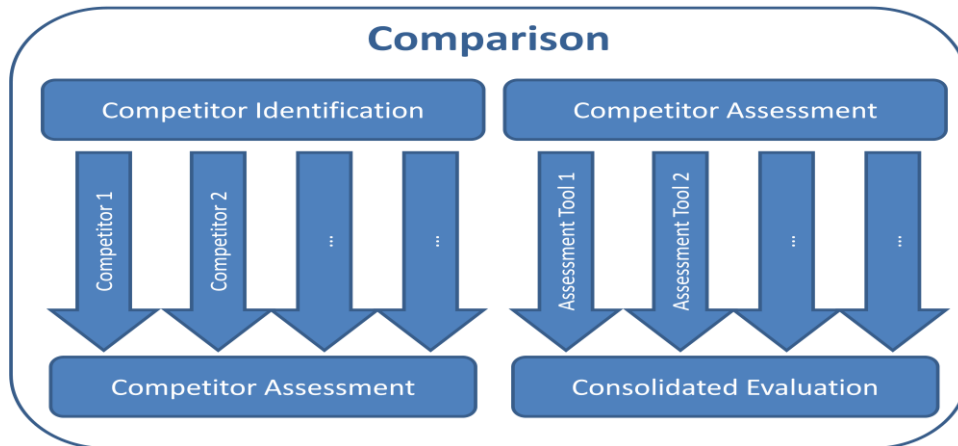 Comparison
Competitor Identification
Competitor Assessment
Competitor 1
Competitor 2
...
...
Assessment Tool 1
Assessment Tool 2
...
...
Competitor Assessment
Consolidated Evaluation